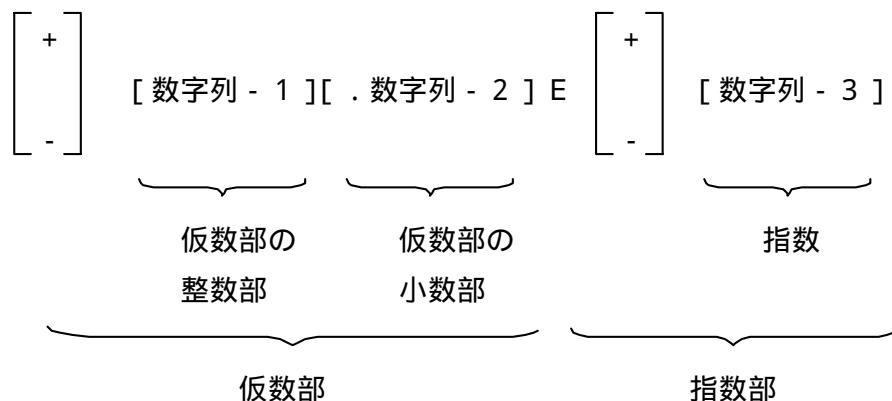 + +
[ 数字列 - 1 ][ . 数字列 - 2 ] E [ 数字列 - 3 ]
- -
仮数部の 仮数部の 指数
整数部 小数部
仮数部 指数部